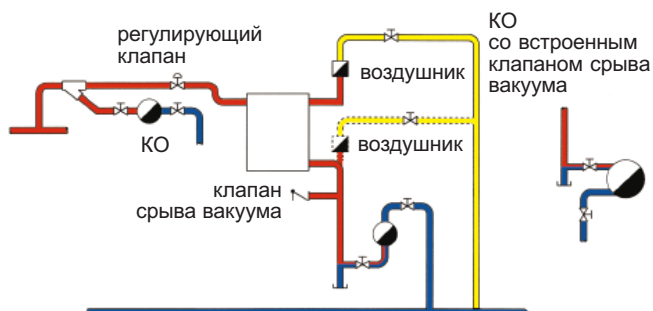 регулирующий
клапан
КО
воздушник
воздушник
клапан
срыва вакуума
КО
со встроенным
клапаном срыва
вакуума